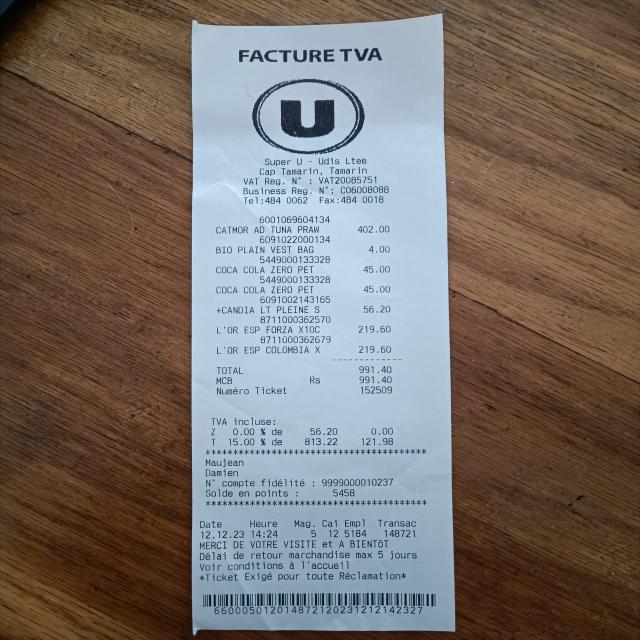 FACTURE TVA
U
Super U - Udis Ltee
Cap Tamarin, Tamarin
VAT Reg. N° : VAT20085751
Business Reg. N°: C06008088
Tel:484 0062 Fax:484 0018
6001069604134
CATMOR AD TUNA PRAW 402.00
6091022000134
BIO PLAIN VEST BAG 4.00
5449000133328
COCA COLA ZERO PET 45.00
5449000133328
COCA COLA ZERO PET 45.00
6091002143165
+CANDIA LT PLEINE S 56.20
8711000362570
L'OR ESP FORZA X10C 219.60
8711000362679
L'OR ESP COLOMBIA X 219.60
-------------
TOTAL 991.40
MCB Rs 991.40
Numéro Ticket 152509
TVA incluse:
Z 0.00 % de 56.20 0.00
T 15.00 % de 813.22 121.98
******************************************
Maujean
Damien
N° compte fidélité : 9999000010237
Solde en points : 5458
******************************************
Date Heure Mag. Cai Empl Transac
12.12.23 14:24 5 12 5184 148721
MERCI DE VOTRE VISITE et A BIENTÔT
Délai de retour marchandise max 5 jours
Voir conditions à l'accueil
*Ticket Exigé pour toute Réclamation*
660005012014872120231212142327